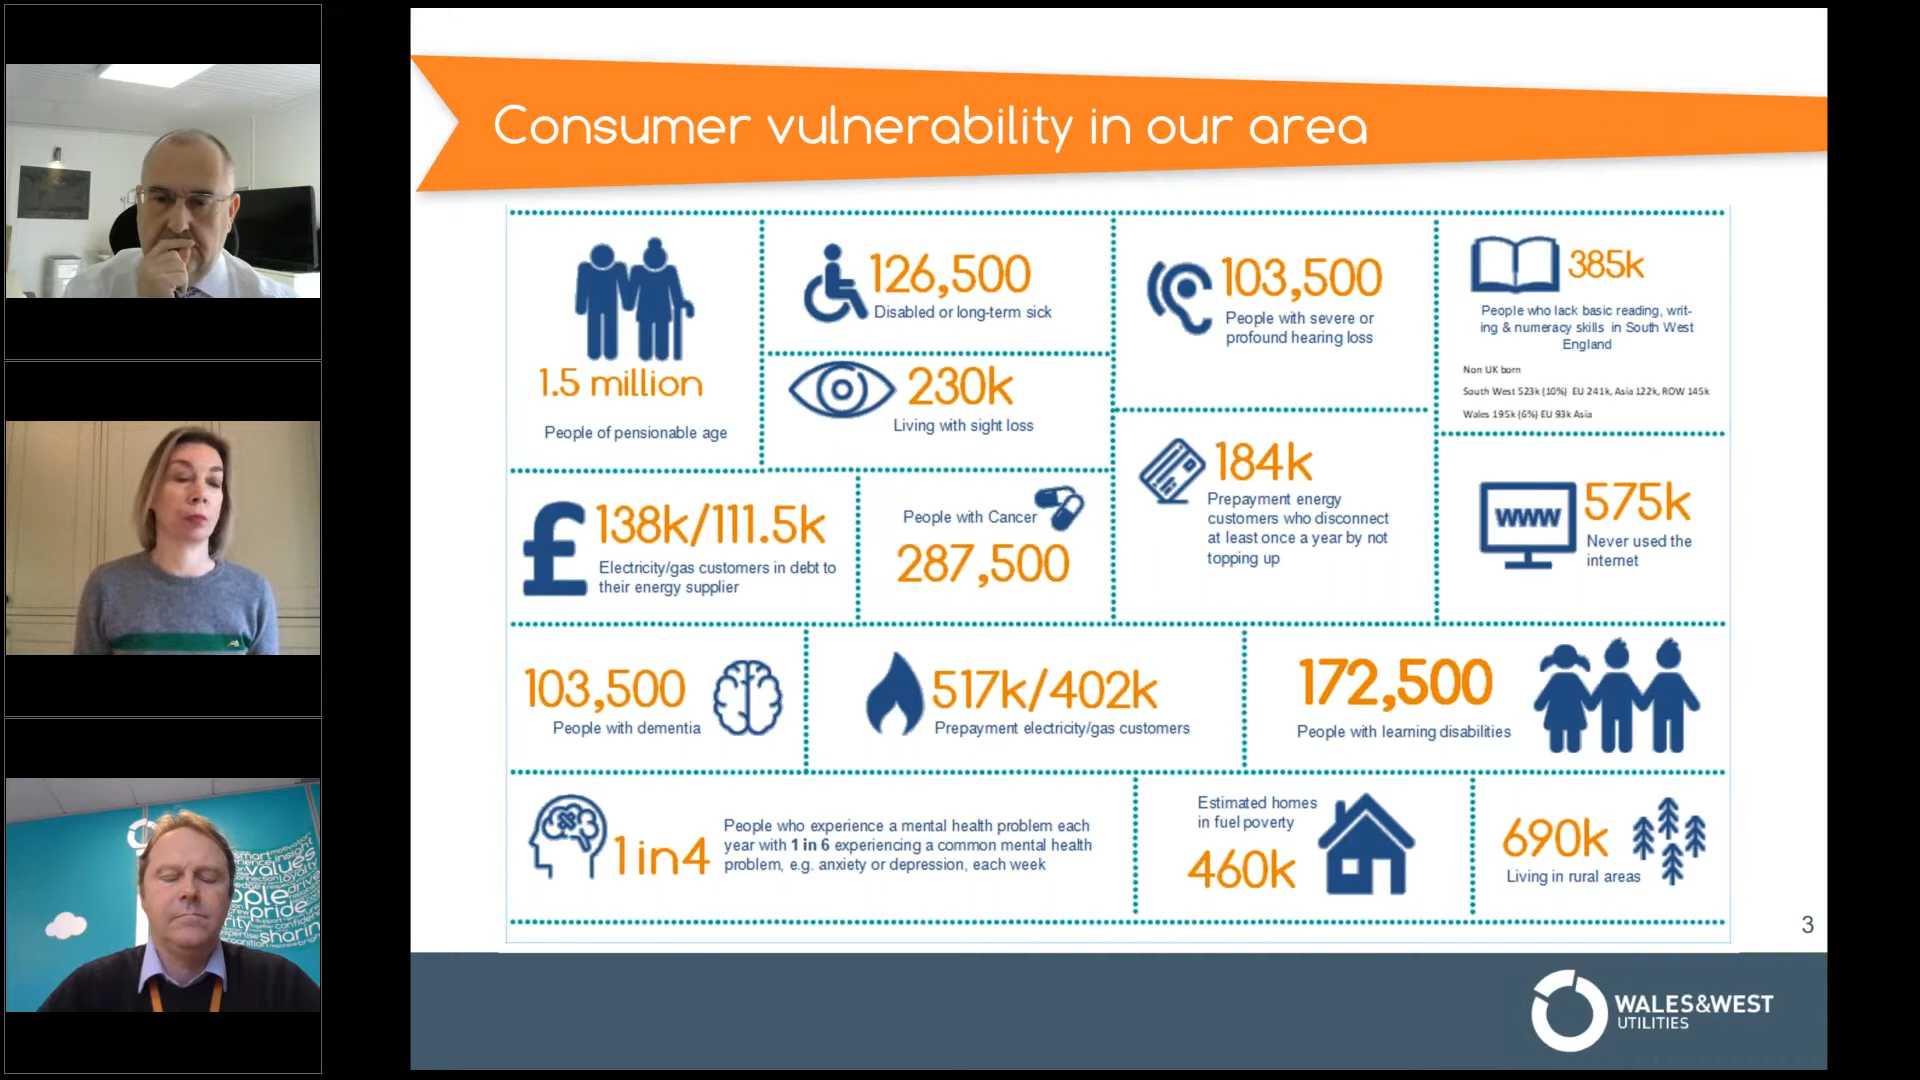 Consumer vulnerability in our area
1.5 million
People of pensionable age
126,500
Disabled or long-term sick
230k
Living with sight loss
103,500
People with severe or
profound hearing loss
385k
People who lack basic reading, writ-
ing & numeracy skills in South West
England
Non UK born
South West 523k (10%) EU 241k, Asia 122k, ROW 145k
Wales 195k (6%) EU 93k Asia
138k/111.5k
Electricity/gas customers in debt to
their energy supplier
People with Cancer
287,500
184k
Prepayment energy
customers who disconnect
at least once a year by not
topping up
www
575k
Never used the
internet
103,500
People with dementia
517k/402k
Prepayment electricity/gas customers
172,500
People with learning disabilities
1 in 4
People who experience a mental health problem each
year with 1 in 6 experiencing a common mental health
problem, e.g. anxiety or depression, each week
Estimated homes
in fuel poverty
460k
690k
Living in rural areas
3
WALES&WEST
UTILITIES
smart
insight
values
people
drive
pride
expertise
sharin